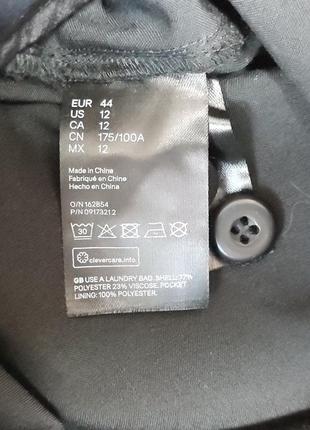 EUR 44
US 12
CA 12
CN 175/100A
MX 12
Made in China
Fabriqué en Chine
Hecho en China
O/N 162854
P/N 09173212
30
clevercare.info
GB USE A LAUNDRY BAG. SHELL: 77%
POLYESTER 23% VISCOSE. POCKET
LINING: 100% POLYESTER.